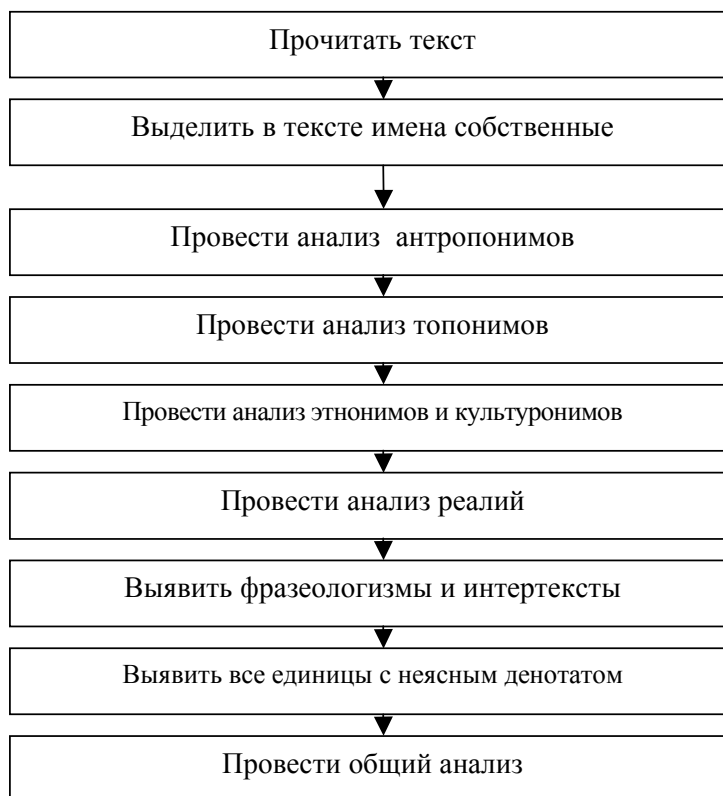 Прочитать текст
Выделить в тексте имена собственные
Провести анализ антропонимов
Провести анализ топонимов
Провести анализ этнонимов и культуронимов
Провести анализ реалий
Выявить фразеологизмы и интертексты
Выявить все единицы с неясным денотатом
Провести общий анализ